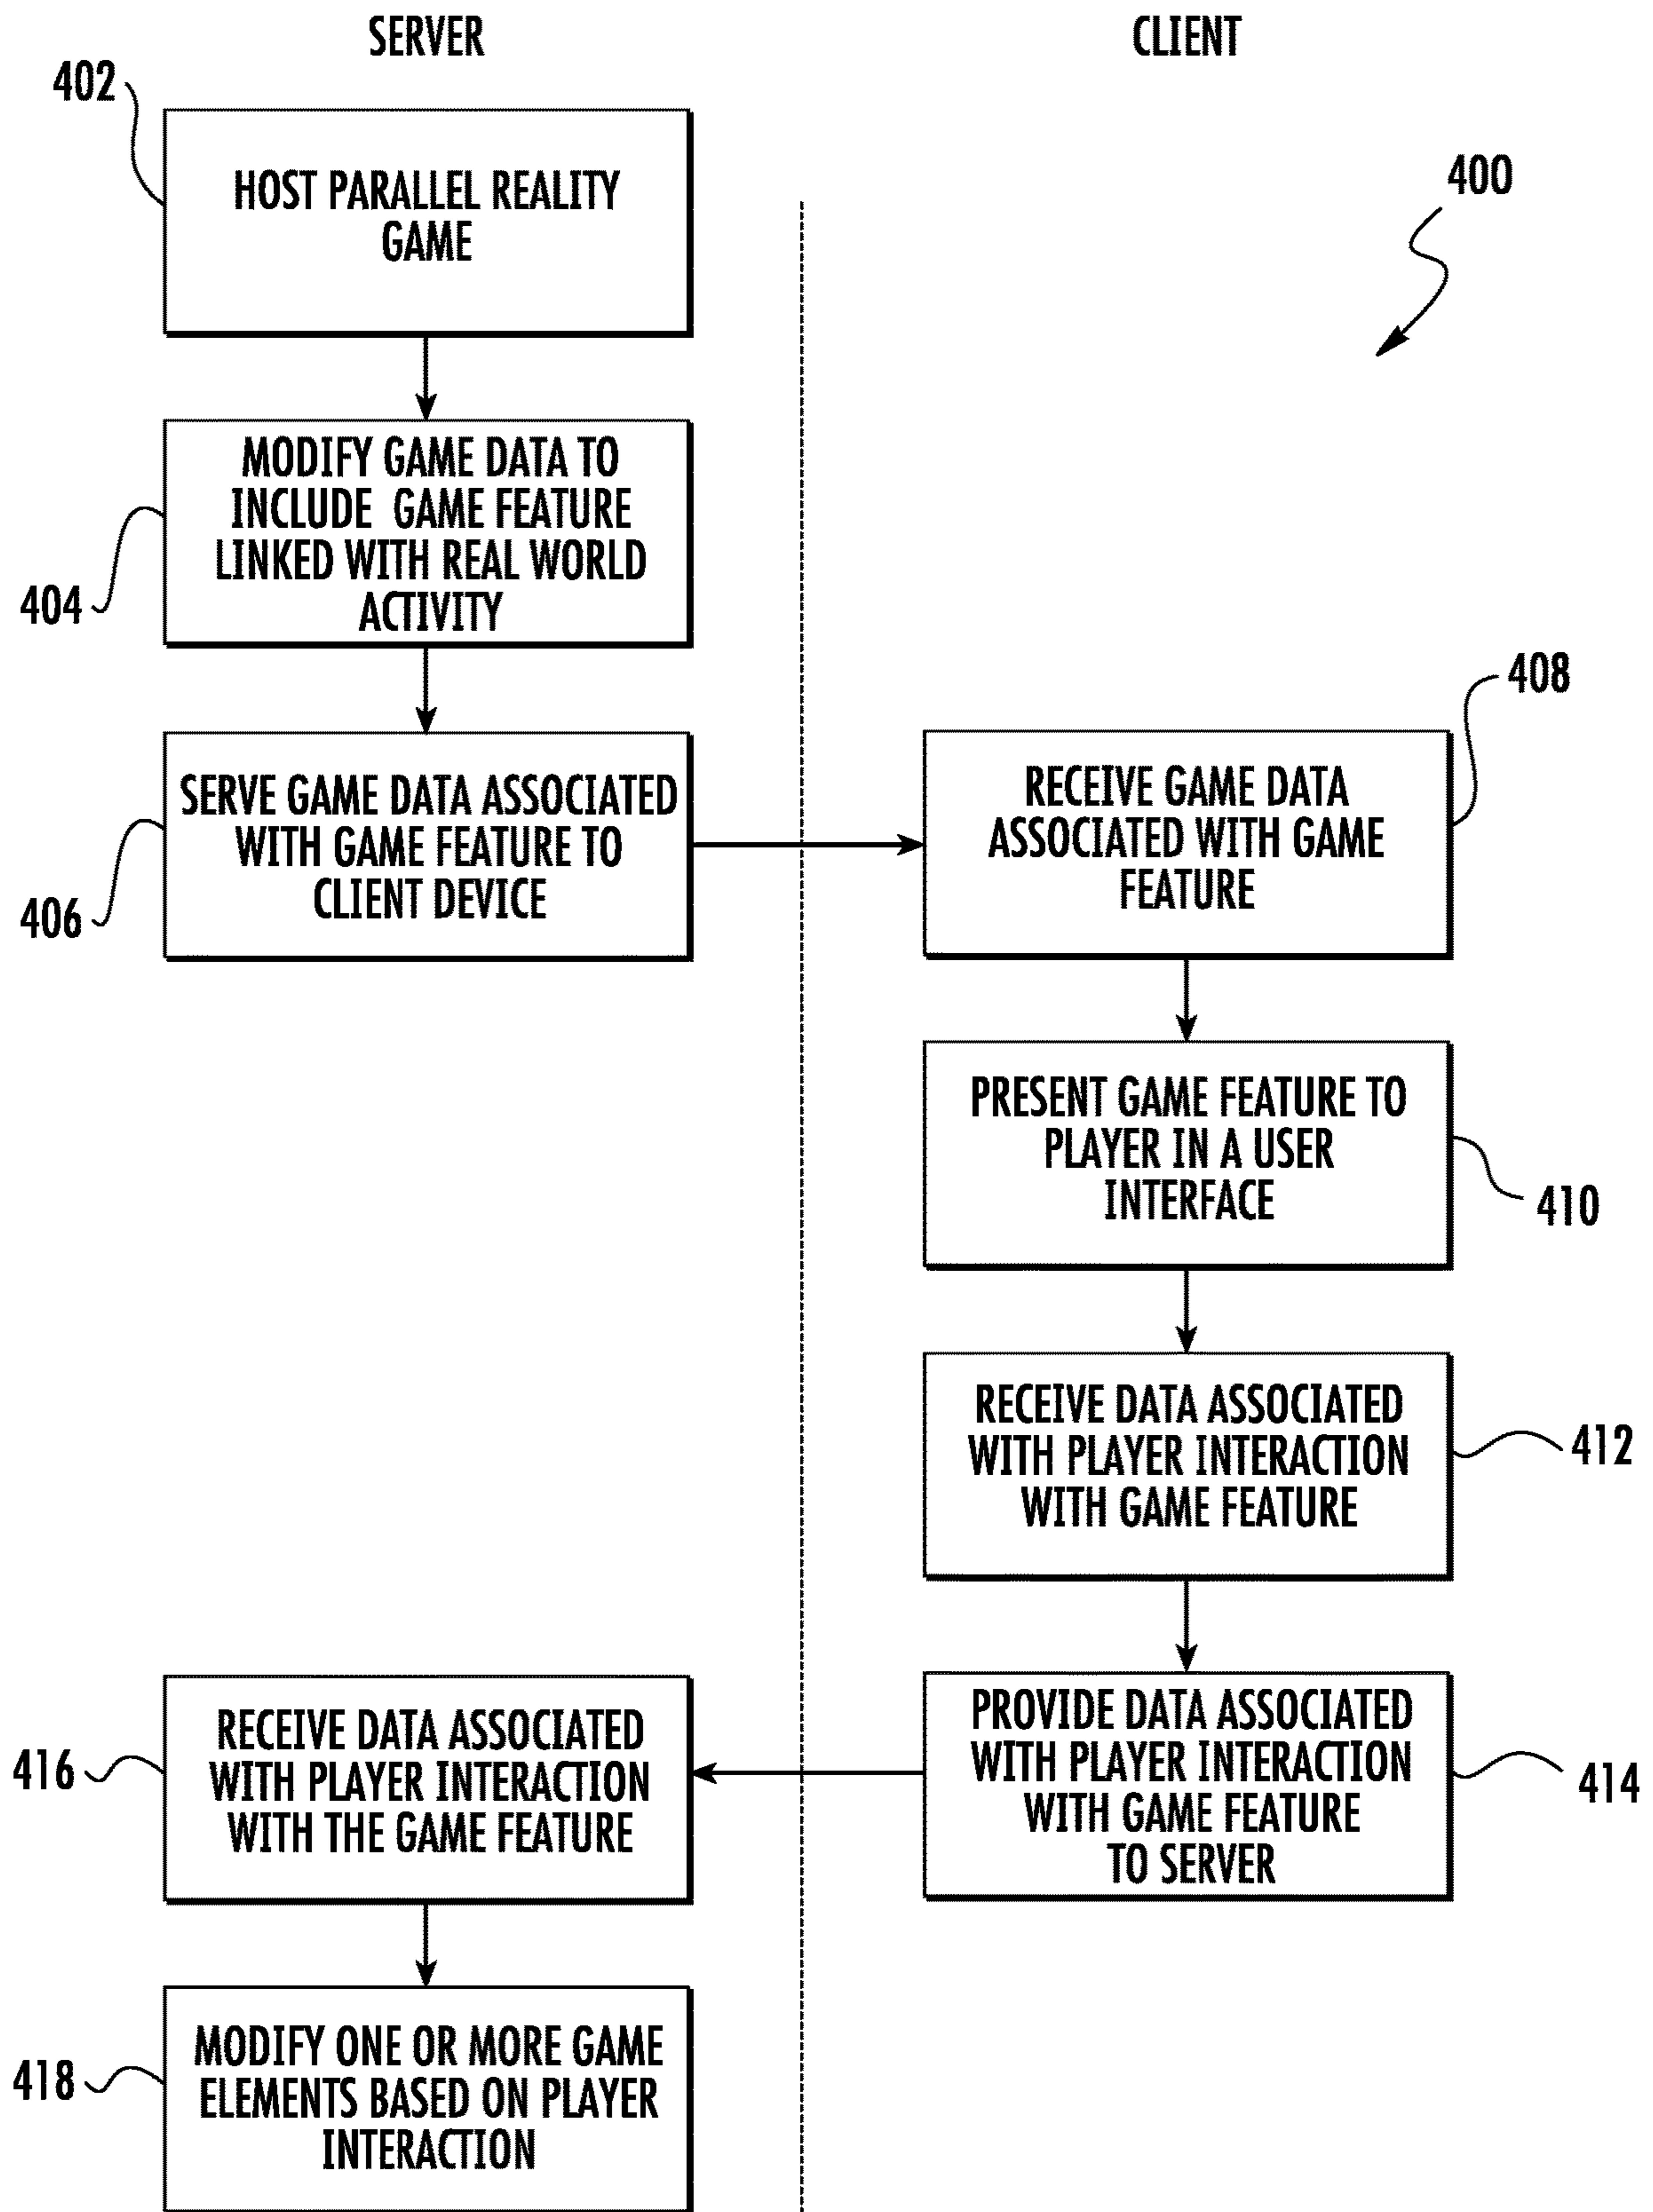 SERVER
CLIENT
402
HOST PARALLEL REALITY
GAME
400
MODIFY GAME DATA TO
INCLUDE GAME FEATURE
LINKED WITH REAL WORLD
ACTIVITY
404
SERVE GAME DATA ASSOCIATED
WITH GAME FEATURE TO
CLIENT DEVICE
406
408
RECEIVE GAME DATA
ASSOCIATED WITH GAME
FEATURE
PRESENT GAME FEATURE TO
PLAYER IN A USER
INTERFACE
410
RECEIVE DATA ASSOCIATED
WITH PLAYER INTERACTION
WITH GAME FEATURE
412
PROVIDE DATA ASSOCIATED
WITH PLAYER INTERACTION
WITH GAME FEATURE
TO SERVER
414
RECEIVE DATA ASSOCIATED
WITH PLAYER INTERACTION
WITH THE GAME FEATURE
416
MODIFY ONE OR MORE GAME
ELEMENTS BASED ON PLAYER
INTERACTION
418